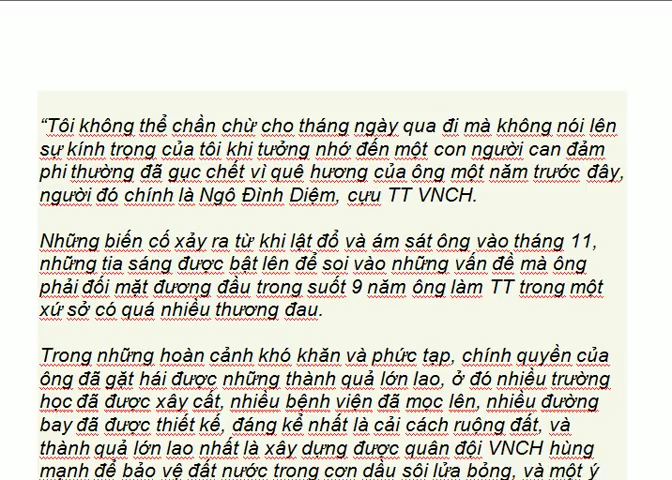 “Tôi không thể chần chừ cho tháng ngày qua đi mà không nói lên
sự kính trọng của tôi khi tưởng nhớ đến một con người can đảm
phi thường đã gục chết vì quê hương của ông một năm trước đây,
người đó chính là Ngô Đình Diệm, cựu TT VNCH.
Những biến cố xảy ra từ khi lật đổ và ám sát ông vào tháng 11,
những tia sáng được bật lên để soi vào những vấn đề mà ông
phải đối mặt đương đầu trong suốt 9 năm ông làm TT trong một
xứ sở có quá nhiều thương đau.
Trong những hoàn cảnh khó khăn và phức tạp, chính quyền của
ông đã gặt hái được những thành quả lớn lao, ở đó nhiều trường
học đã được xây cất, nhiều bệnh viện đã mọc lên, nhiều đường
bay đã được thiết kế, đáng kể nhất là cải cách ruộng đất, và
thành quả lớn lao nhất là xây dựng được quân đội VNCH hùng
mạnh để bảo vệ đất nước trong cơn dầu sôi lửa bỏng, và một ý